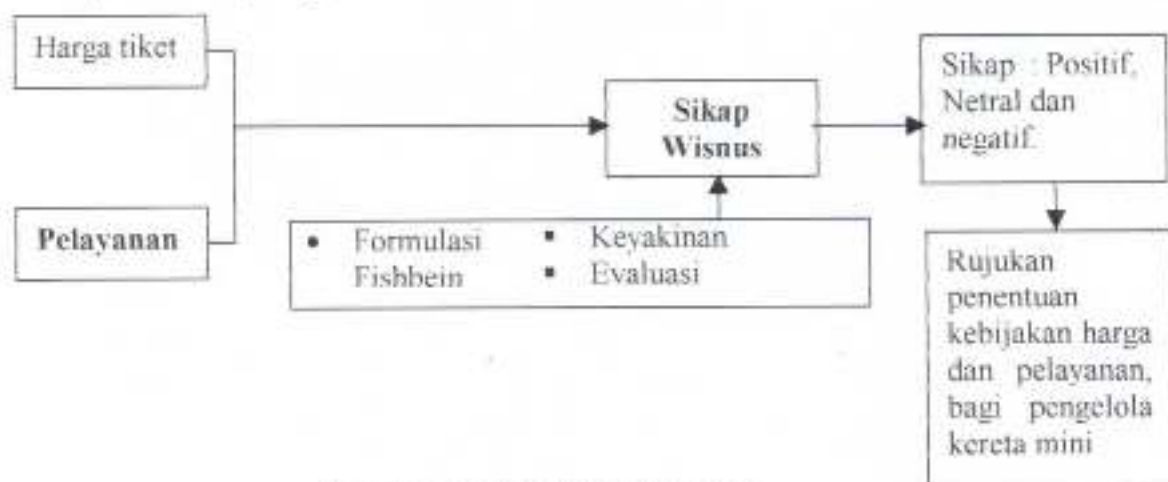 Harga tiket
Pelayanan
• Formulasi
Fishbein
▪ Keyakinan
▪ Evaluasi
Sikap
Wisnus
Sikap : Positif,
Netral dan
negatif.
Rujukan
penentuan
kebijakan harga
dan pelayanan,
bagi pengelola
kereta mini